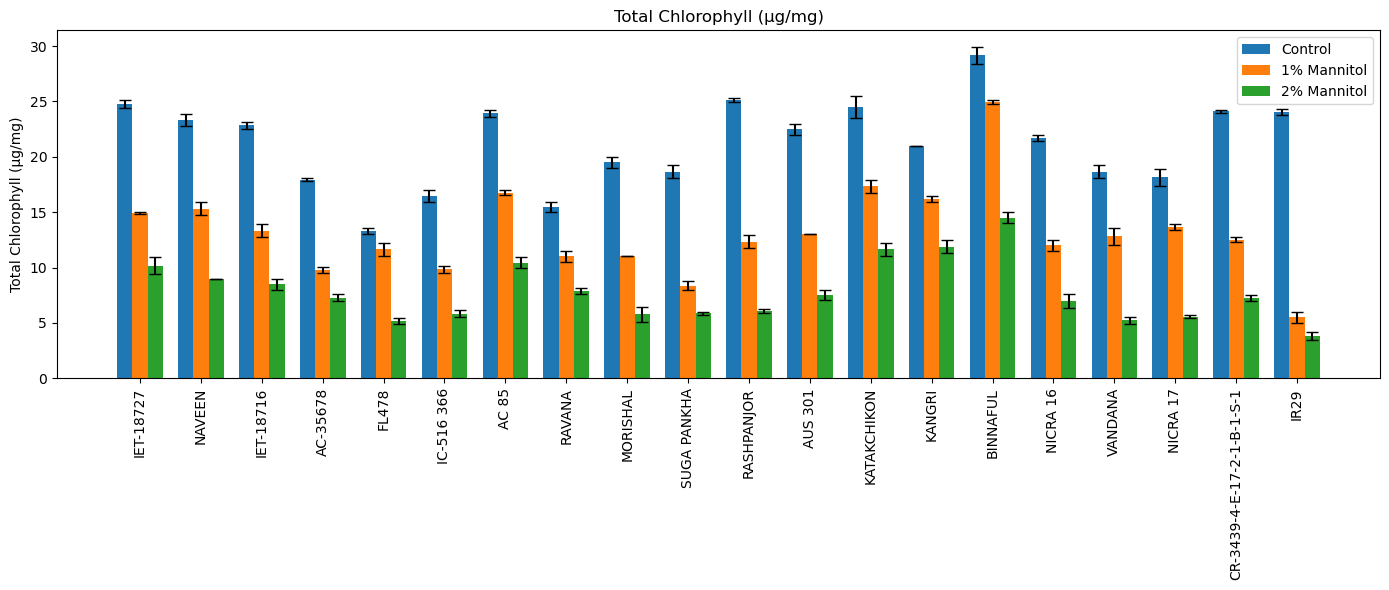 Total Chlorophyll (μg/mg)
Total Chlorophyll (μg/mg)
30
25
20
15
10
5
0
Control
1% Mannitol
2% Mannitol
IET-18727
NAVEEN
IET-18716
AC-35678
FL478
IC-516 366
AC 85
RAVANA
MORISHAL
SUGA PANKHA
RASHPANJOR
AUS 301
KATAKCHIKON
KANGRI
BINNAFUL
NICRA 16
VANDANA
NICRA 17
CR-3439-4-E-17-2-1-B-1-S-1
IR29